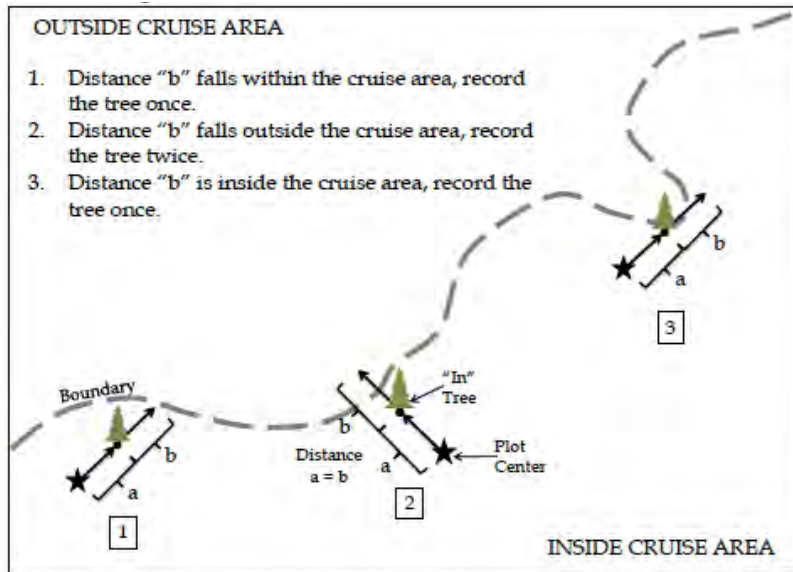 OUTSIDE CRUISE AREA
1. Distance "b" falls within the cruise area, record
the tree once.
2. Distance "b" falls outside the cruise area, record
the tree twice.
3. Distance "b" is inside the cruise area, record the
tree once.
b
a
3
Boundary
"In"
Tree
b
b
Distance
a = b
a
Plot
Center
a
2
1
INSIDE CRUISE AREA